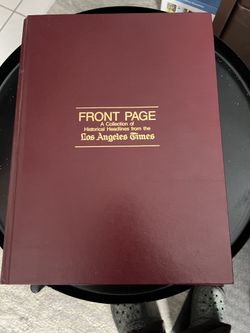 FRONT PAGE
A Collection of
Historical Headlines from the
Los Angeles Times